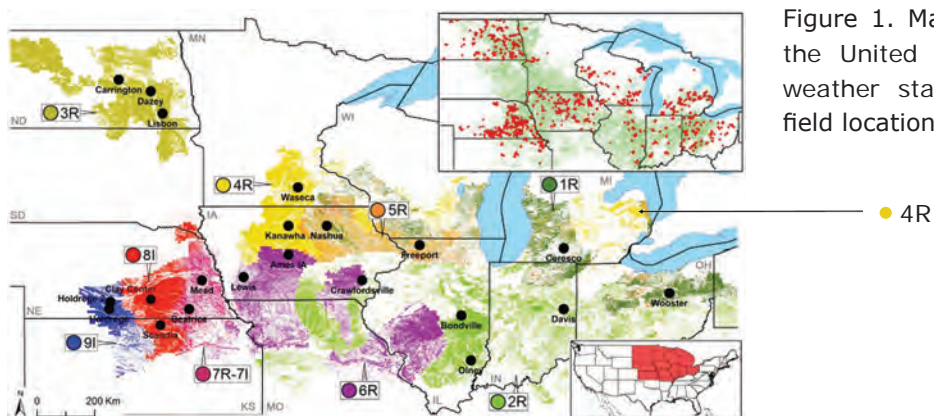 MN
Carrington
Dazey
3R
Lisbon
ND
WI
4R
Waseca
1R
MI
SD
IA
5R
Kanawha
Nashua
Freeport
Ceresco
8I
Ames IA
OH
Clay Center
Mead
Lewis
Crawfordsville
Wooster
Holdrege
Holdrege
Beatrice
Bondville
Davis
NE
Scandia
9I
7R-7I
Olney
6R
IN
2R
KS
MO
IL
N
0
200 Km
Figure 1. Ma
the United
weather sta
field location
4R